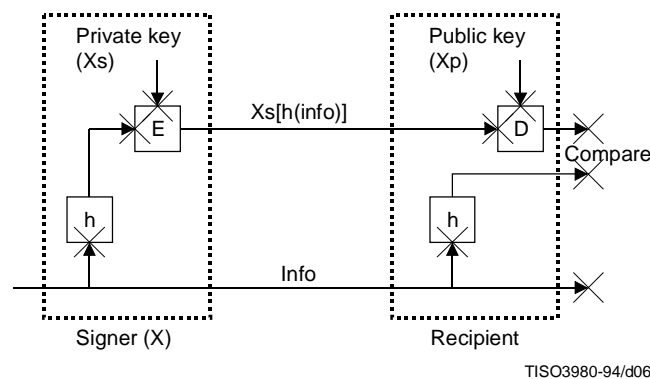 Private key
(Xs)
Public key
(Xp)
E
Xs[h(info)]
D
Compare
h
h
Info
Signer (X)
Recipient
TISO3980-94/d06